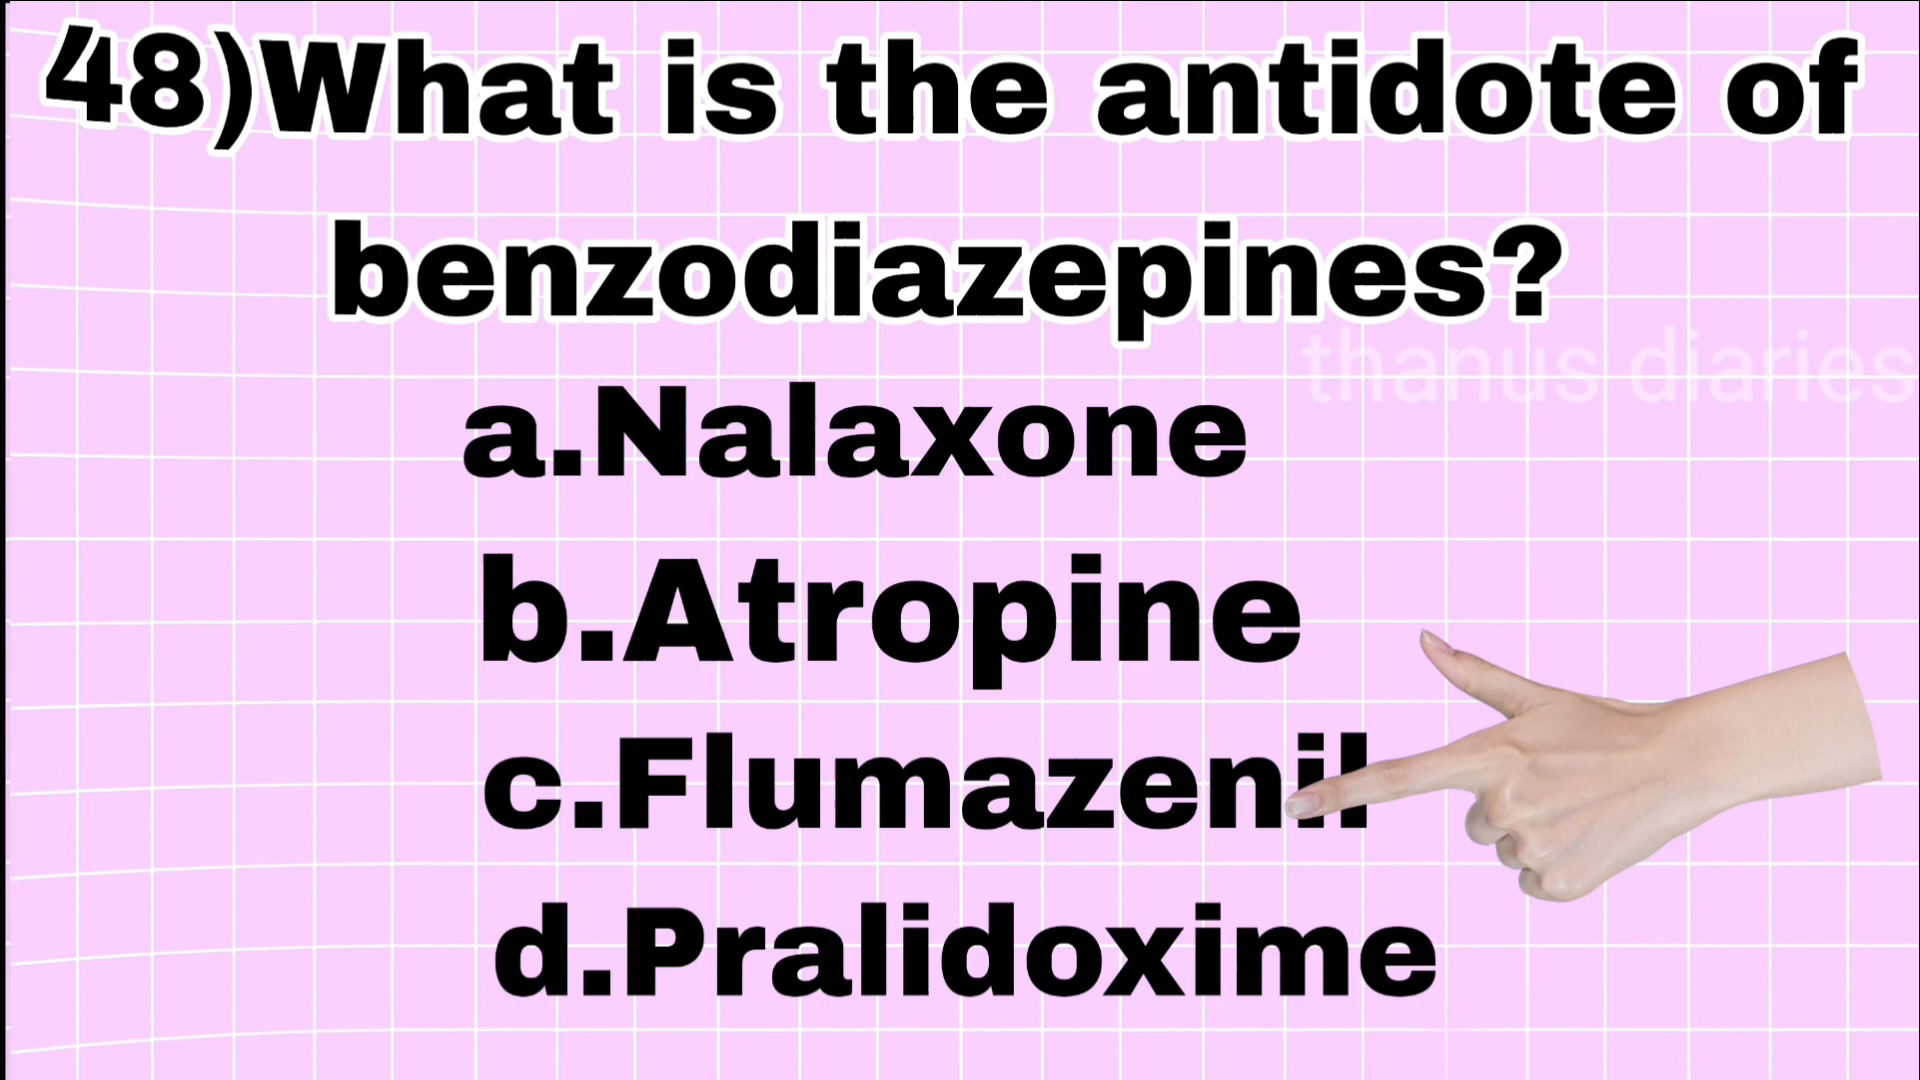 48)What is the antidote of
benzodiazepines?
thanus diaries
a.Nalaxone
b.Atropine
c.Flumazenil
d.Pralidoxime